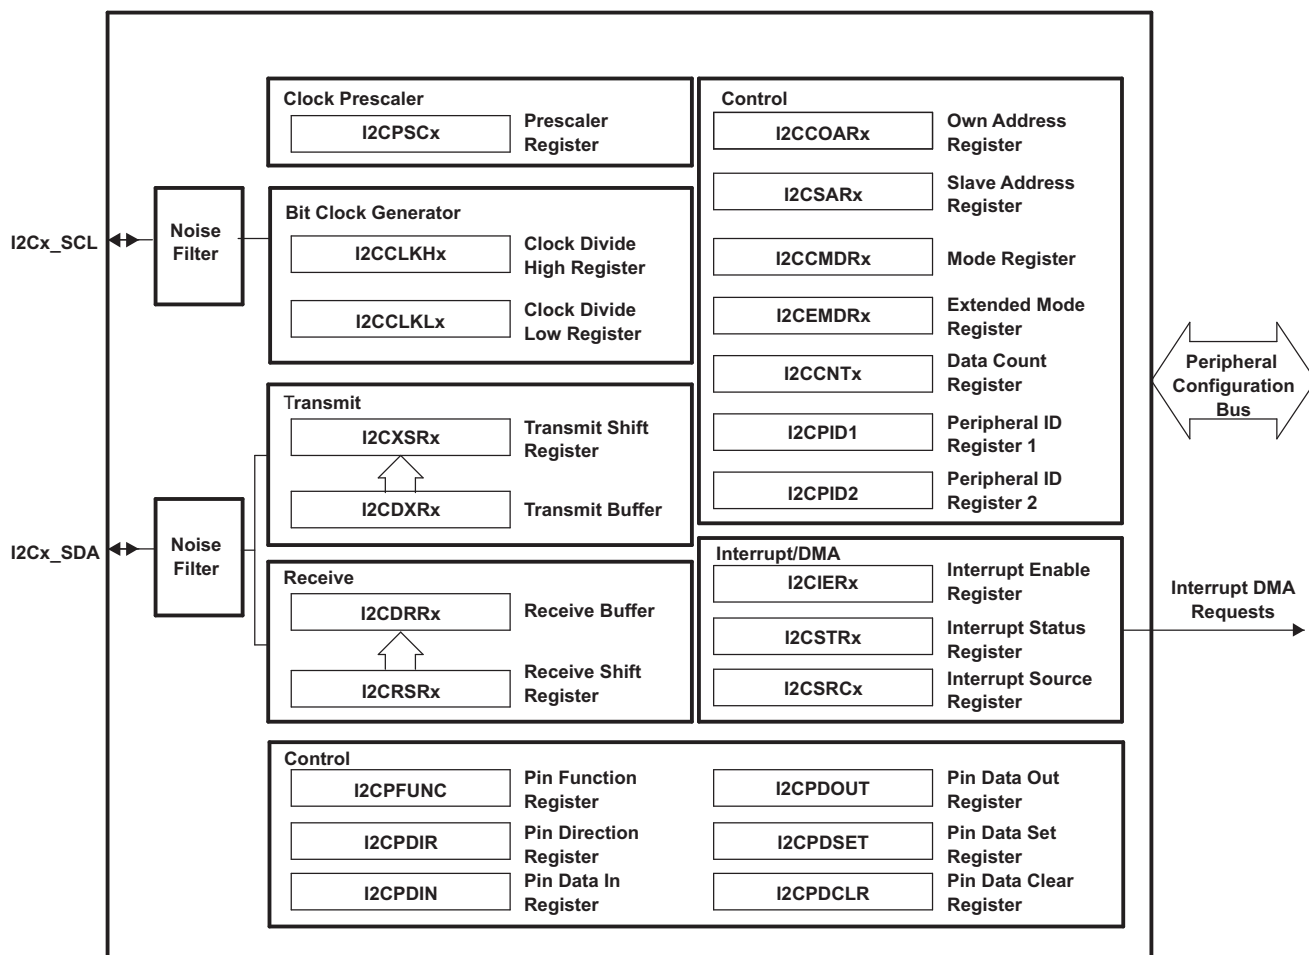 Clock Prescaler
I2CPSCx
Prescaler
Register
Control
I2CCOARx
Own Address
Register
I2CSARx
Slave Address
Register
I2CCMDRx
Mode Register
I2CEMDRx
Extended Mode
Register
I2CCNTx
Data Count
Register
I2CPID1
Peripheral ID
Register 1
I2CPID2
Peripheral ID
Register 2
I2Cx_SCL
Noise
Filter
Bit Clock Generator
I2CCLKHx
Clock Divide
High Register
I2CCLKLx
Clock Divide
Low Register
Peripheral
Configuration
Bus
Transmit
I2CXSRx
Transmit Shift
Register
I2CDXRx
Transmit Buffer
I2Cx_SDA
Noise
Filter
Receive
I2CDRRx
Receive Buffer
I2CRSRx
Receive Shift
Register
Interrupt/DMA
I2CIERx
Interrupt Enable
Register
I2CSTRx
Interrupt Status
Register
I2CSRCx
Interrupt Source
Register
Interrupt DMA
Requests
Control
I2CPFUNC
Pin Function
Register
I2CPDIR
Pin Direction
Register
I2CPDIN
Pin Data In
Register
I2CPDOUT
Pin Data Out
Register
I2CPDSET
Pin Data Set
Register
I2CPDCLR
Pin Data Clear
Register